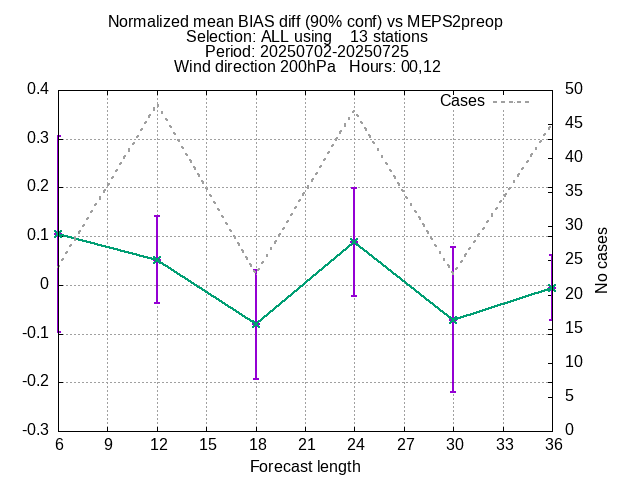 Normalized mean BIAS diff (90% conf) vs MEPS2preop
Selection: ALL using    13 stations
Period: 20250702-20250725
Wind direction 200hPa   Hours: 00,12
Cases
0.4
0.3
0.2
0.1
0
-0.1
-0.2
-0.3
50
45
40
35
30
25
20
15
10
5
0
No cases
6 9 12 15 18 21 24 27 30 33 36
Forecast length